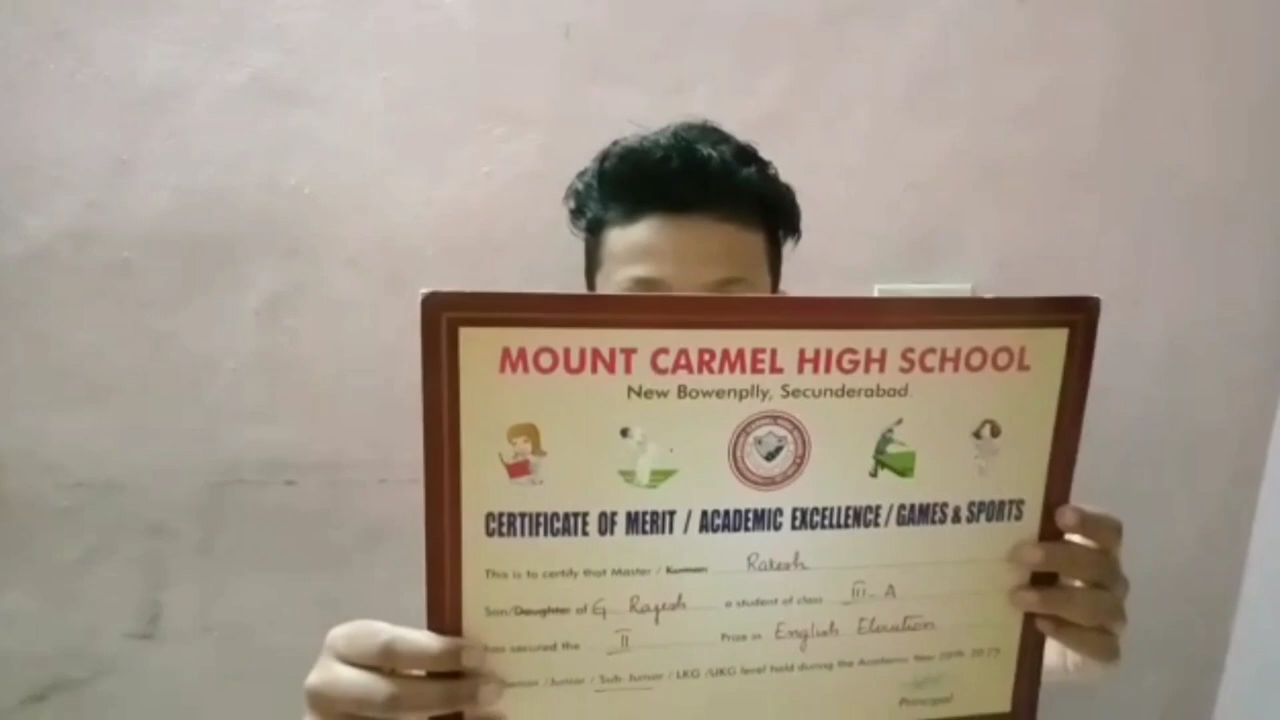 MOUNT CARMEL HIGH SCHOOL
New Bowenplly, Secunderabad.
CERTIFICATE OF MERIT / ACADEMIC EXCELLENCE / GAMES & SPORTS
This is to certify that Master / Kumari Rakesh
Son/Daughter of G Rajesh a student of class III-A
has secured the II Prize in English Elocution
Senior / Junior / Sub Junior / LKG /UKG level held during the Academic Year
Principal